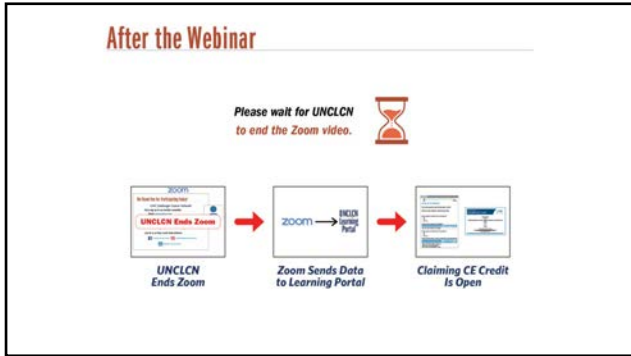 After the Webinar
Please wait for UNCLCN
to end the Zoom video.
zoom
UNCLCN Ends Zoom
zoom
UNCLCN
Learning
Portal
UNCLCN
Ends Zoom
Zoom Sends Data
to Learning Portal
Claiming CE Credit
Is Open